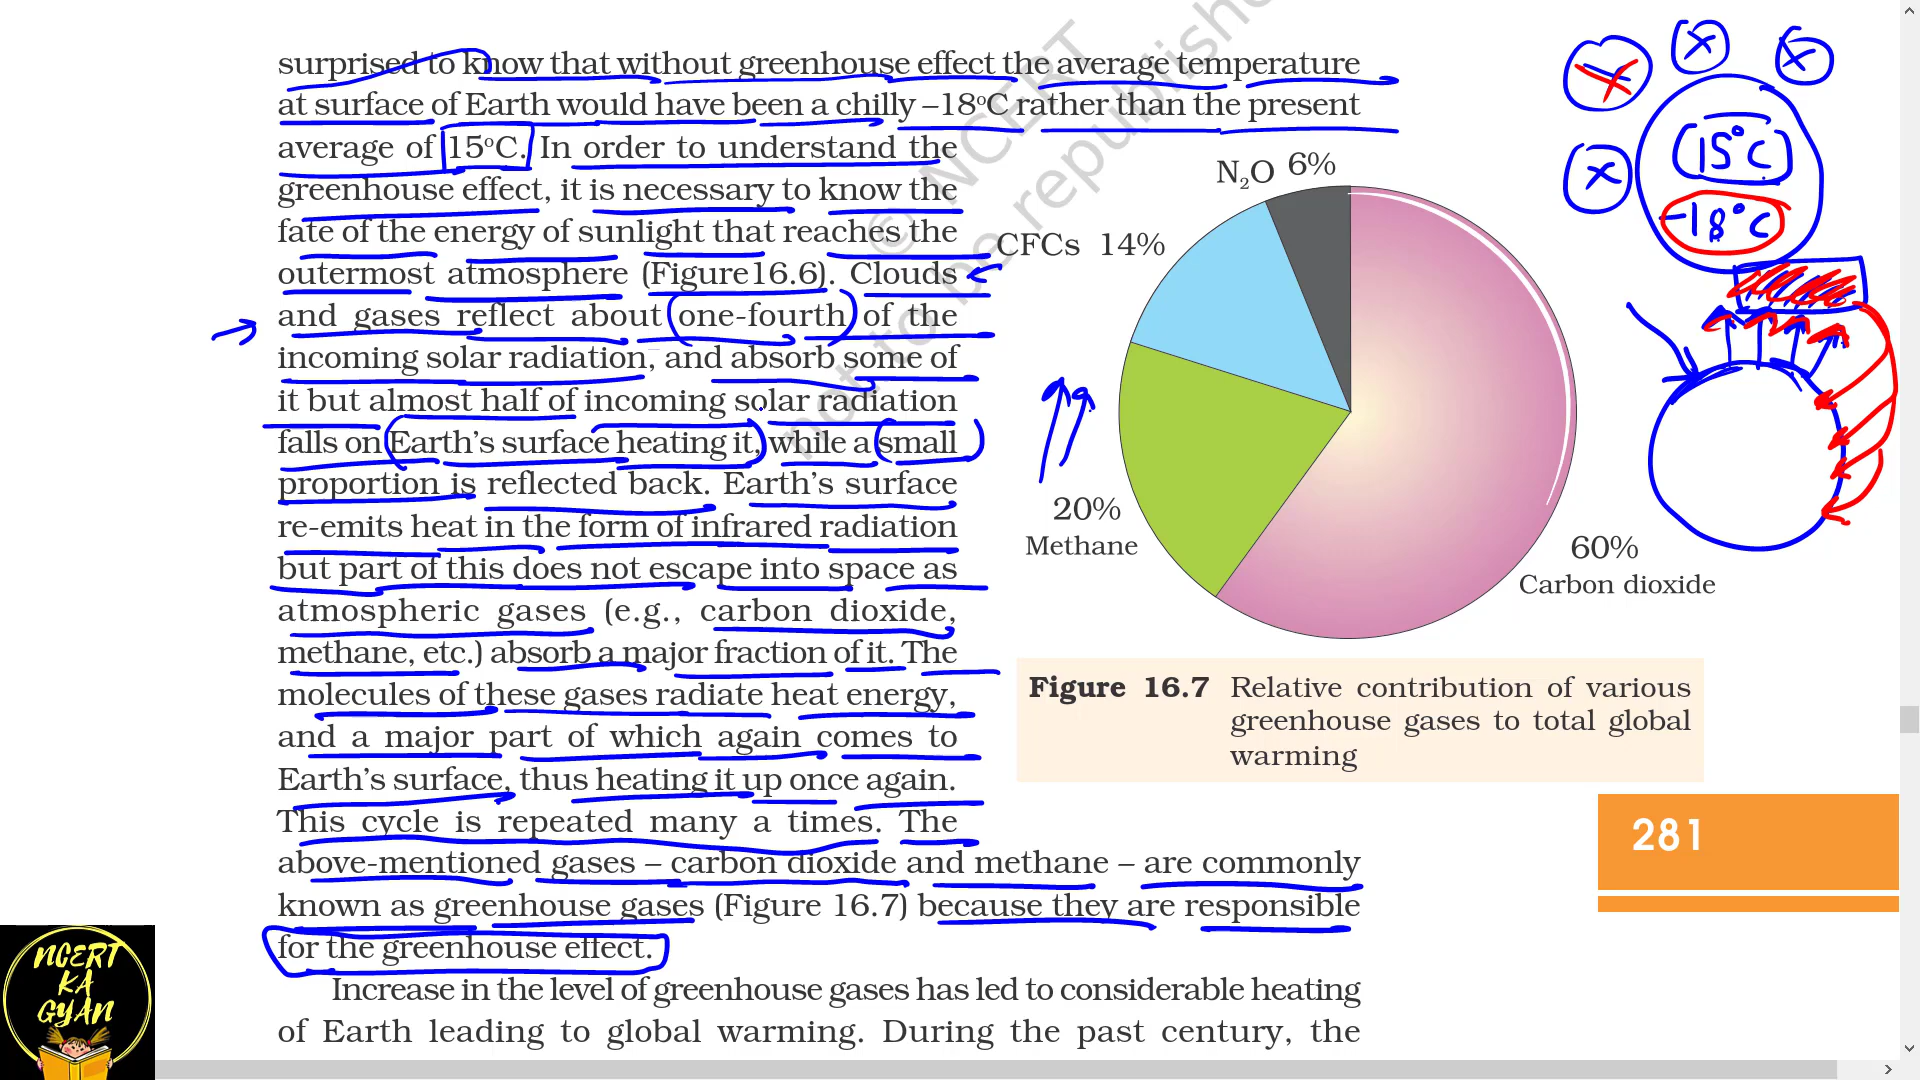 surprised to know that without greenhouse effect the average temperature
at surface of Earth would have been a chilly –18°C rather than the present
average of 15°C. In order to understand the
greenhouse effect, it is necessary to know the
fate of the energy of sunlight that reaches the
outermost atmosphere (Figure16.6). Clouds
and gases reflect about one-fourth of the
incoming solar radiation, and absorb some of
it but almost half of incoming solar radiation
falls on Earth's surface heating it, while a small
proportion is reflected back. Earth's surface
re-emits heat in the form of infrared radiation
but part of this does not escape into space as
atmospheric gases (e.g., carbon dioxide,
methane, etc.) absorb a major fraction of it. The
molecules of these gases radiate heat energy,
and a major part of which again comes to
Earth's surface, thus heating it up once again.
This cycle is repeated many a times. The
above-mentioned gases – carbon dioxide and methane – are commonly
known as greenhouse gases (Figure 16.7) because they are responsible
for the greenhouse effect.
Increase in the level of greenhouse gases has led to considerable heating
of Earth leading to global warming. During the past century, the
N₂O 6%
CFCs 14%
20%
Methane
60%
Carbon dioxide
Figure 16.7 Relative contribution of various
greenhouse gases to total global
warming
(15°C)
-18°C
281
© NCERT
not to be republished
NCERT
KA
GYAN